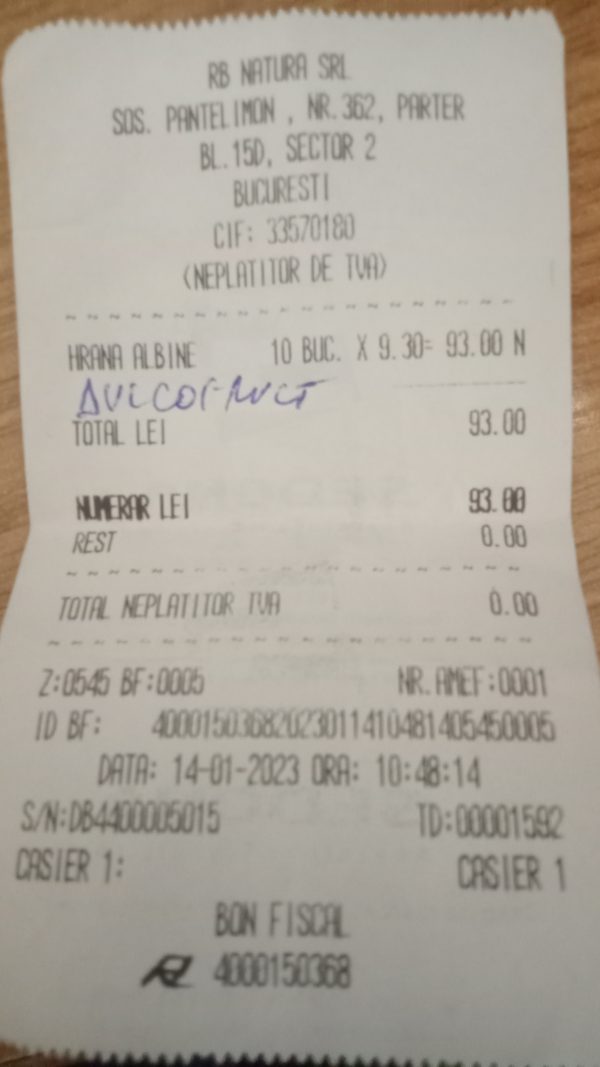 RB NATURA SRL
SOS. PANTELIMON , NR.362, PARTER
BL.15D, SECTOR 2
BUCURESTI
CIF: 33570180
(NEPLATITOR DE TVA)
~ ~ ~ ~ ~ ~ ~ ~ ~ ~ ~ ~ ~ ~ ~ ~ ~ ~ ~ ~
HRANA ALBINE 10 BUC. X 9.30= 93.00 N
DULCOFRUCT
TOTAL LEI 93.00
NUMERAR LEI 93.00
REST 0.00
~ ~ ~ ~ ~ ~ ~ ~ ~ ~ ~ ~ ~ ~ ~ ~ ~ ~ ~ ~
TOTAL NEPLATITOR TVA 0.00
~ ~ ~ ~ ~ ~ ~ ~ ~ ~ ~ ~ ~ ~ ~ ~ ~ ~ ~ ~
Z:0545 BF:0005 NR.AMEF:0001
ID BF: 40001503682023011410481405450005
DATA: 14-01-2023 ORA: 10:48:14
S/N:DB4400005015 TD:00001592
CASIER 1: CASIER 1
BON FISCAL
4000150368